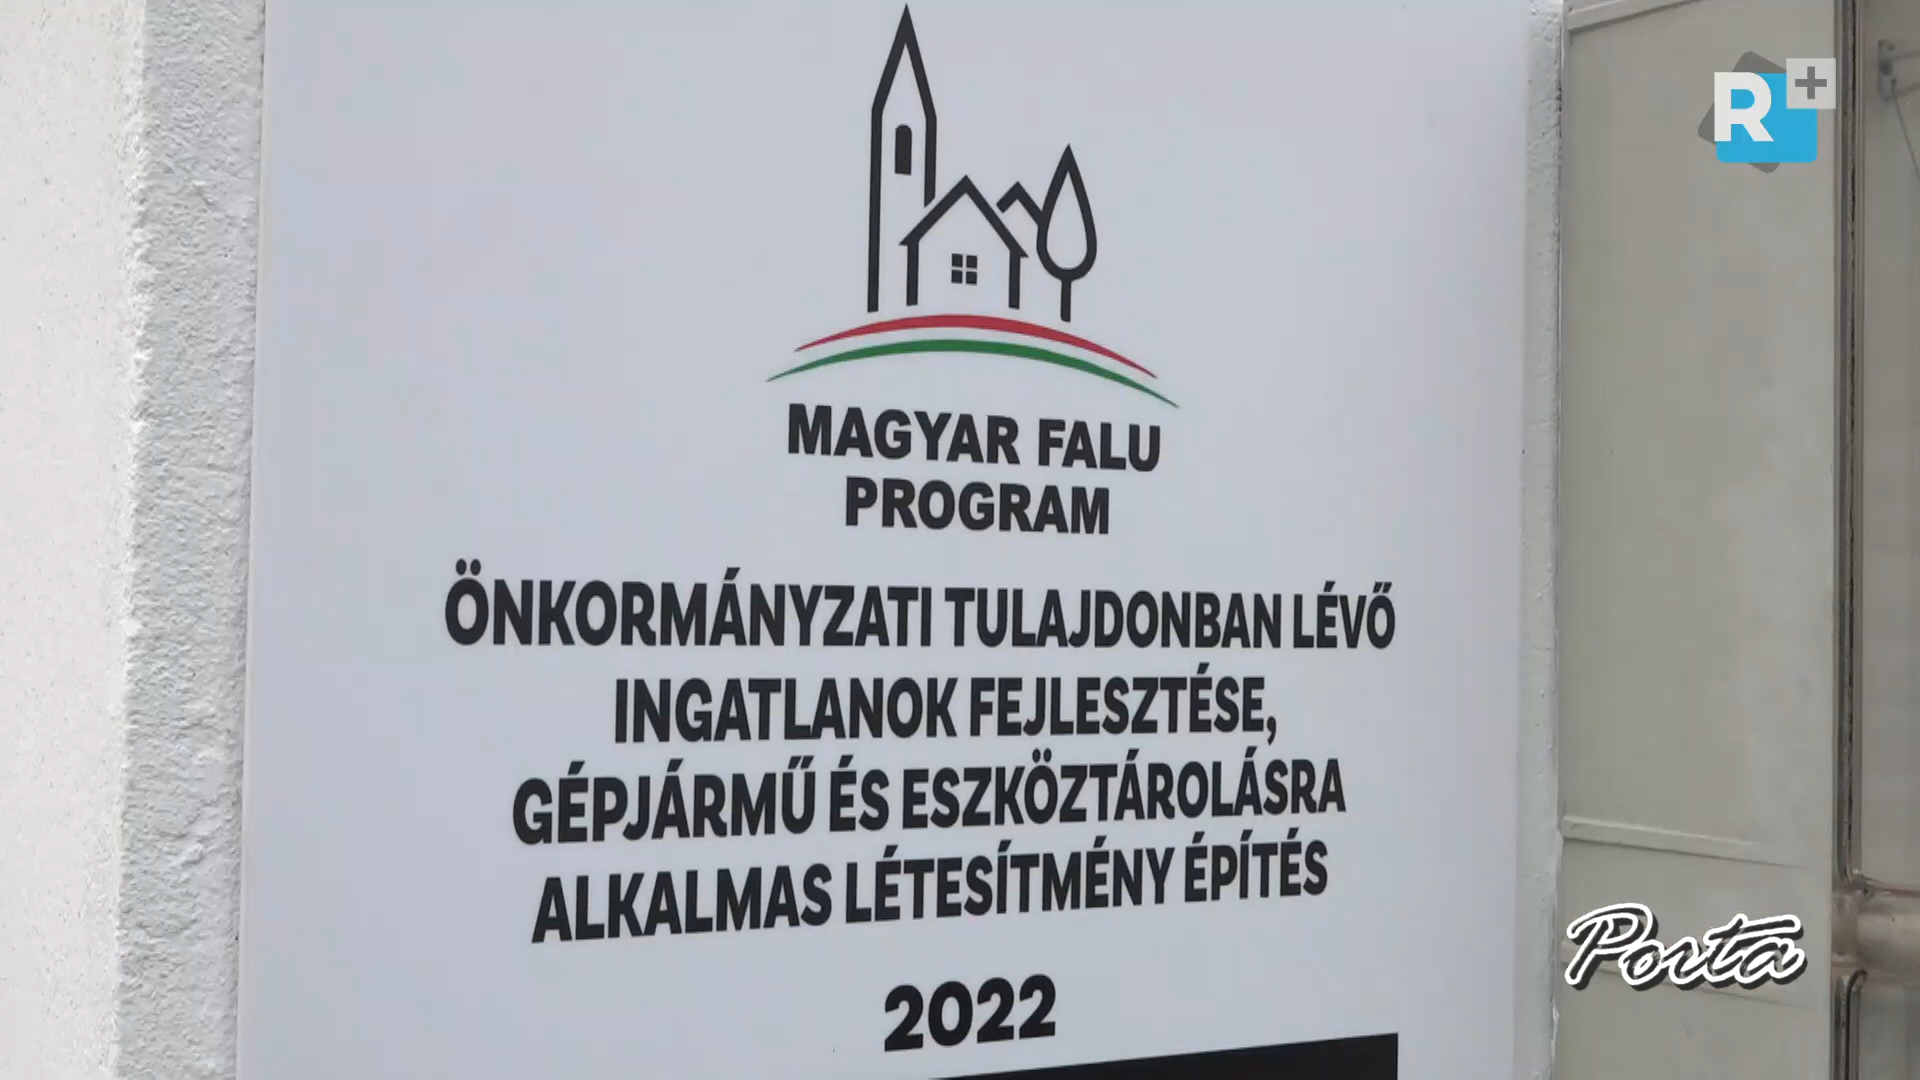 R+
MAGYAR FALU
PROGRAM
ÖNKORMÁNYZATI TULAJDONBAN LÉVŐ
INGATLANOK FEJLESZTÉSE,
GÉPJÁRMŰ ÉS ESZKÖZTÁROLÁSRA
ALKALMAS LÉTESÍTMÉNY ÉPÍTÉS
2022
Porta